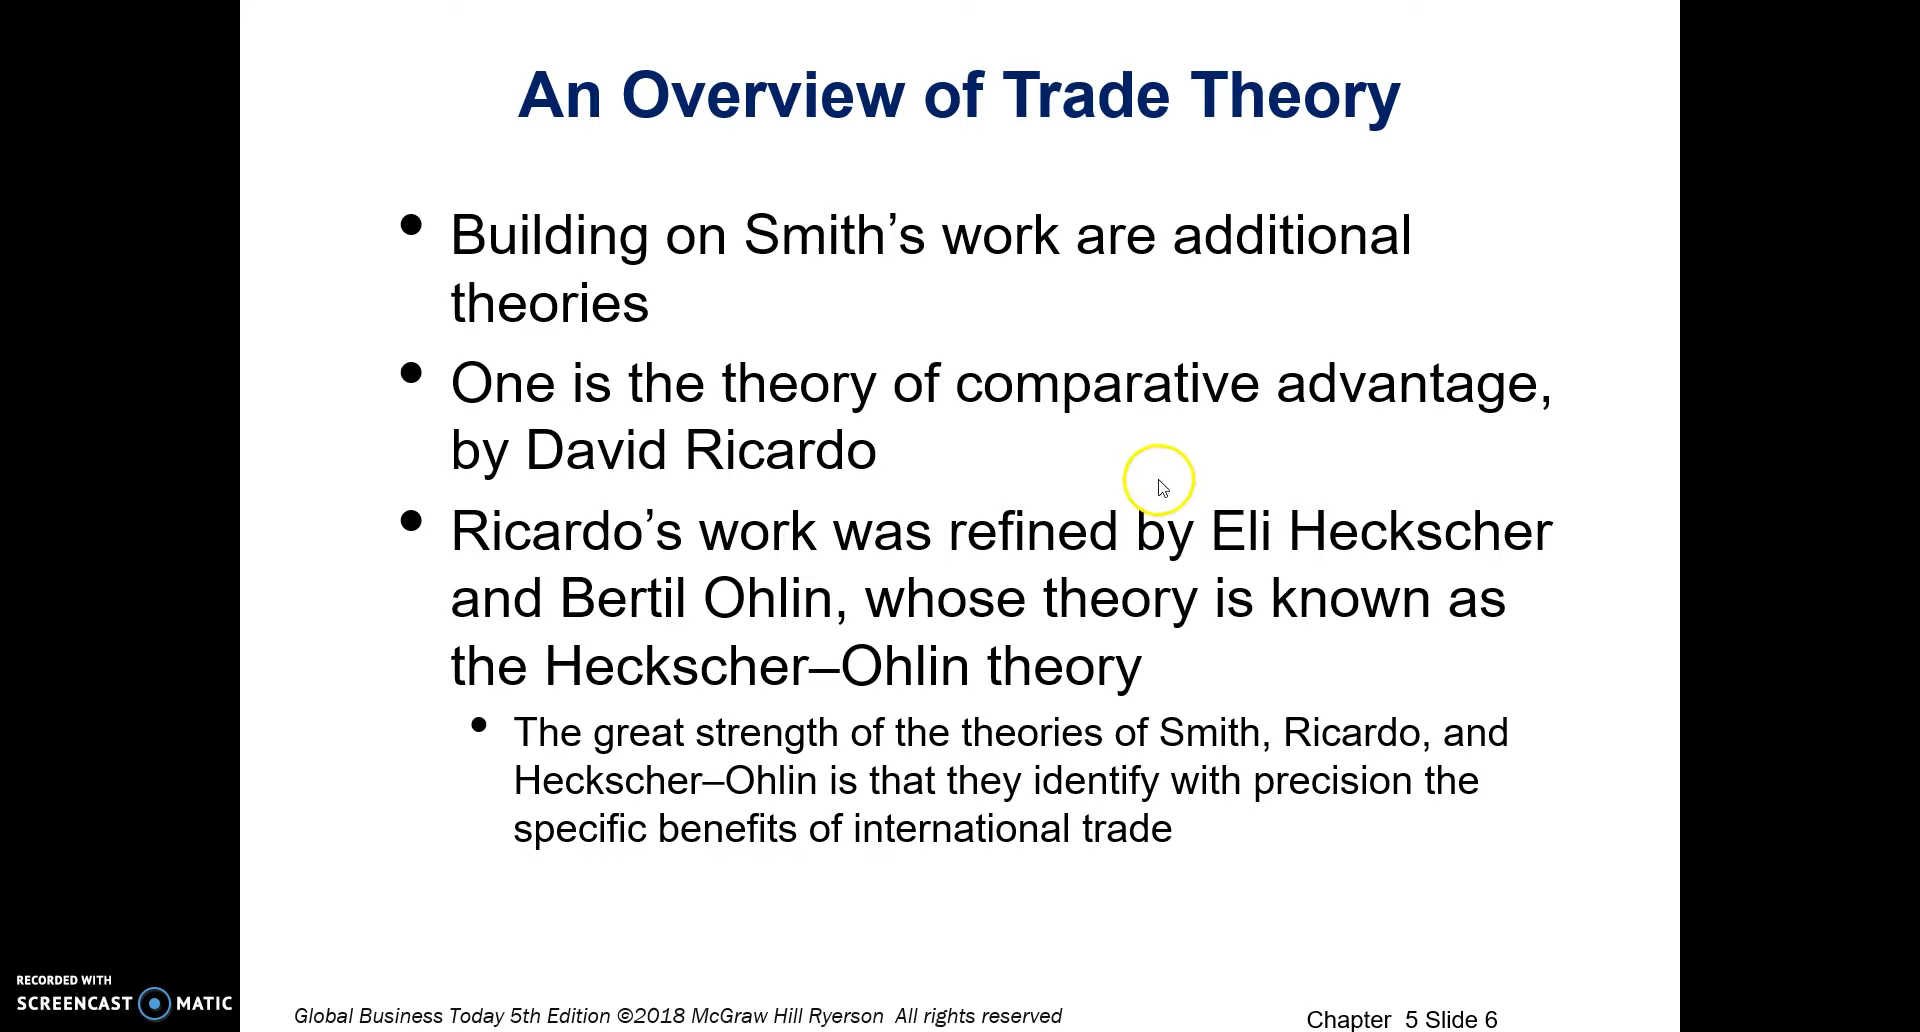 An Overview of Trade Theory
• Building on Smith’s work are additional
theories
• One is the theory of comparative advantage,
by David Ricardo
• Ricardo’s work was refined by Eli Heckscher
and Bertil Ohlin, whose theory is known as
the Heckscher–Ohlin theory
• The great strength of the theories of Smith, Ricardo, and
Heckscher–Ohlin is that they identify with precision the
specific benefits of international trade
RECORDED WITH
SCREENCAST MATIC
Global Business Today 5th Edition ©2018 McGraw Hill Ryerson All rights reserved
Chapter 5 Slide 6